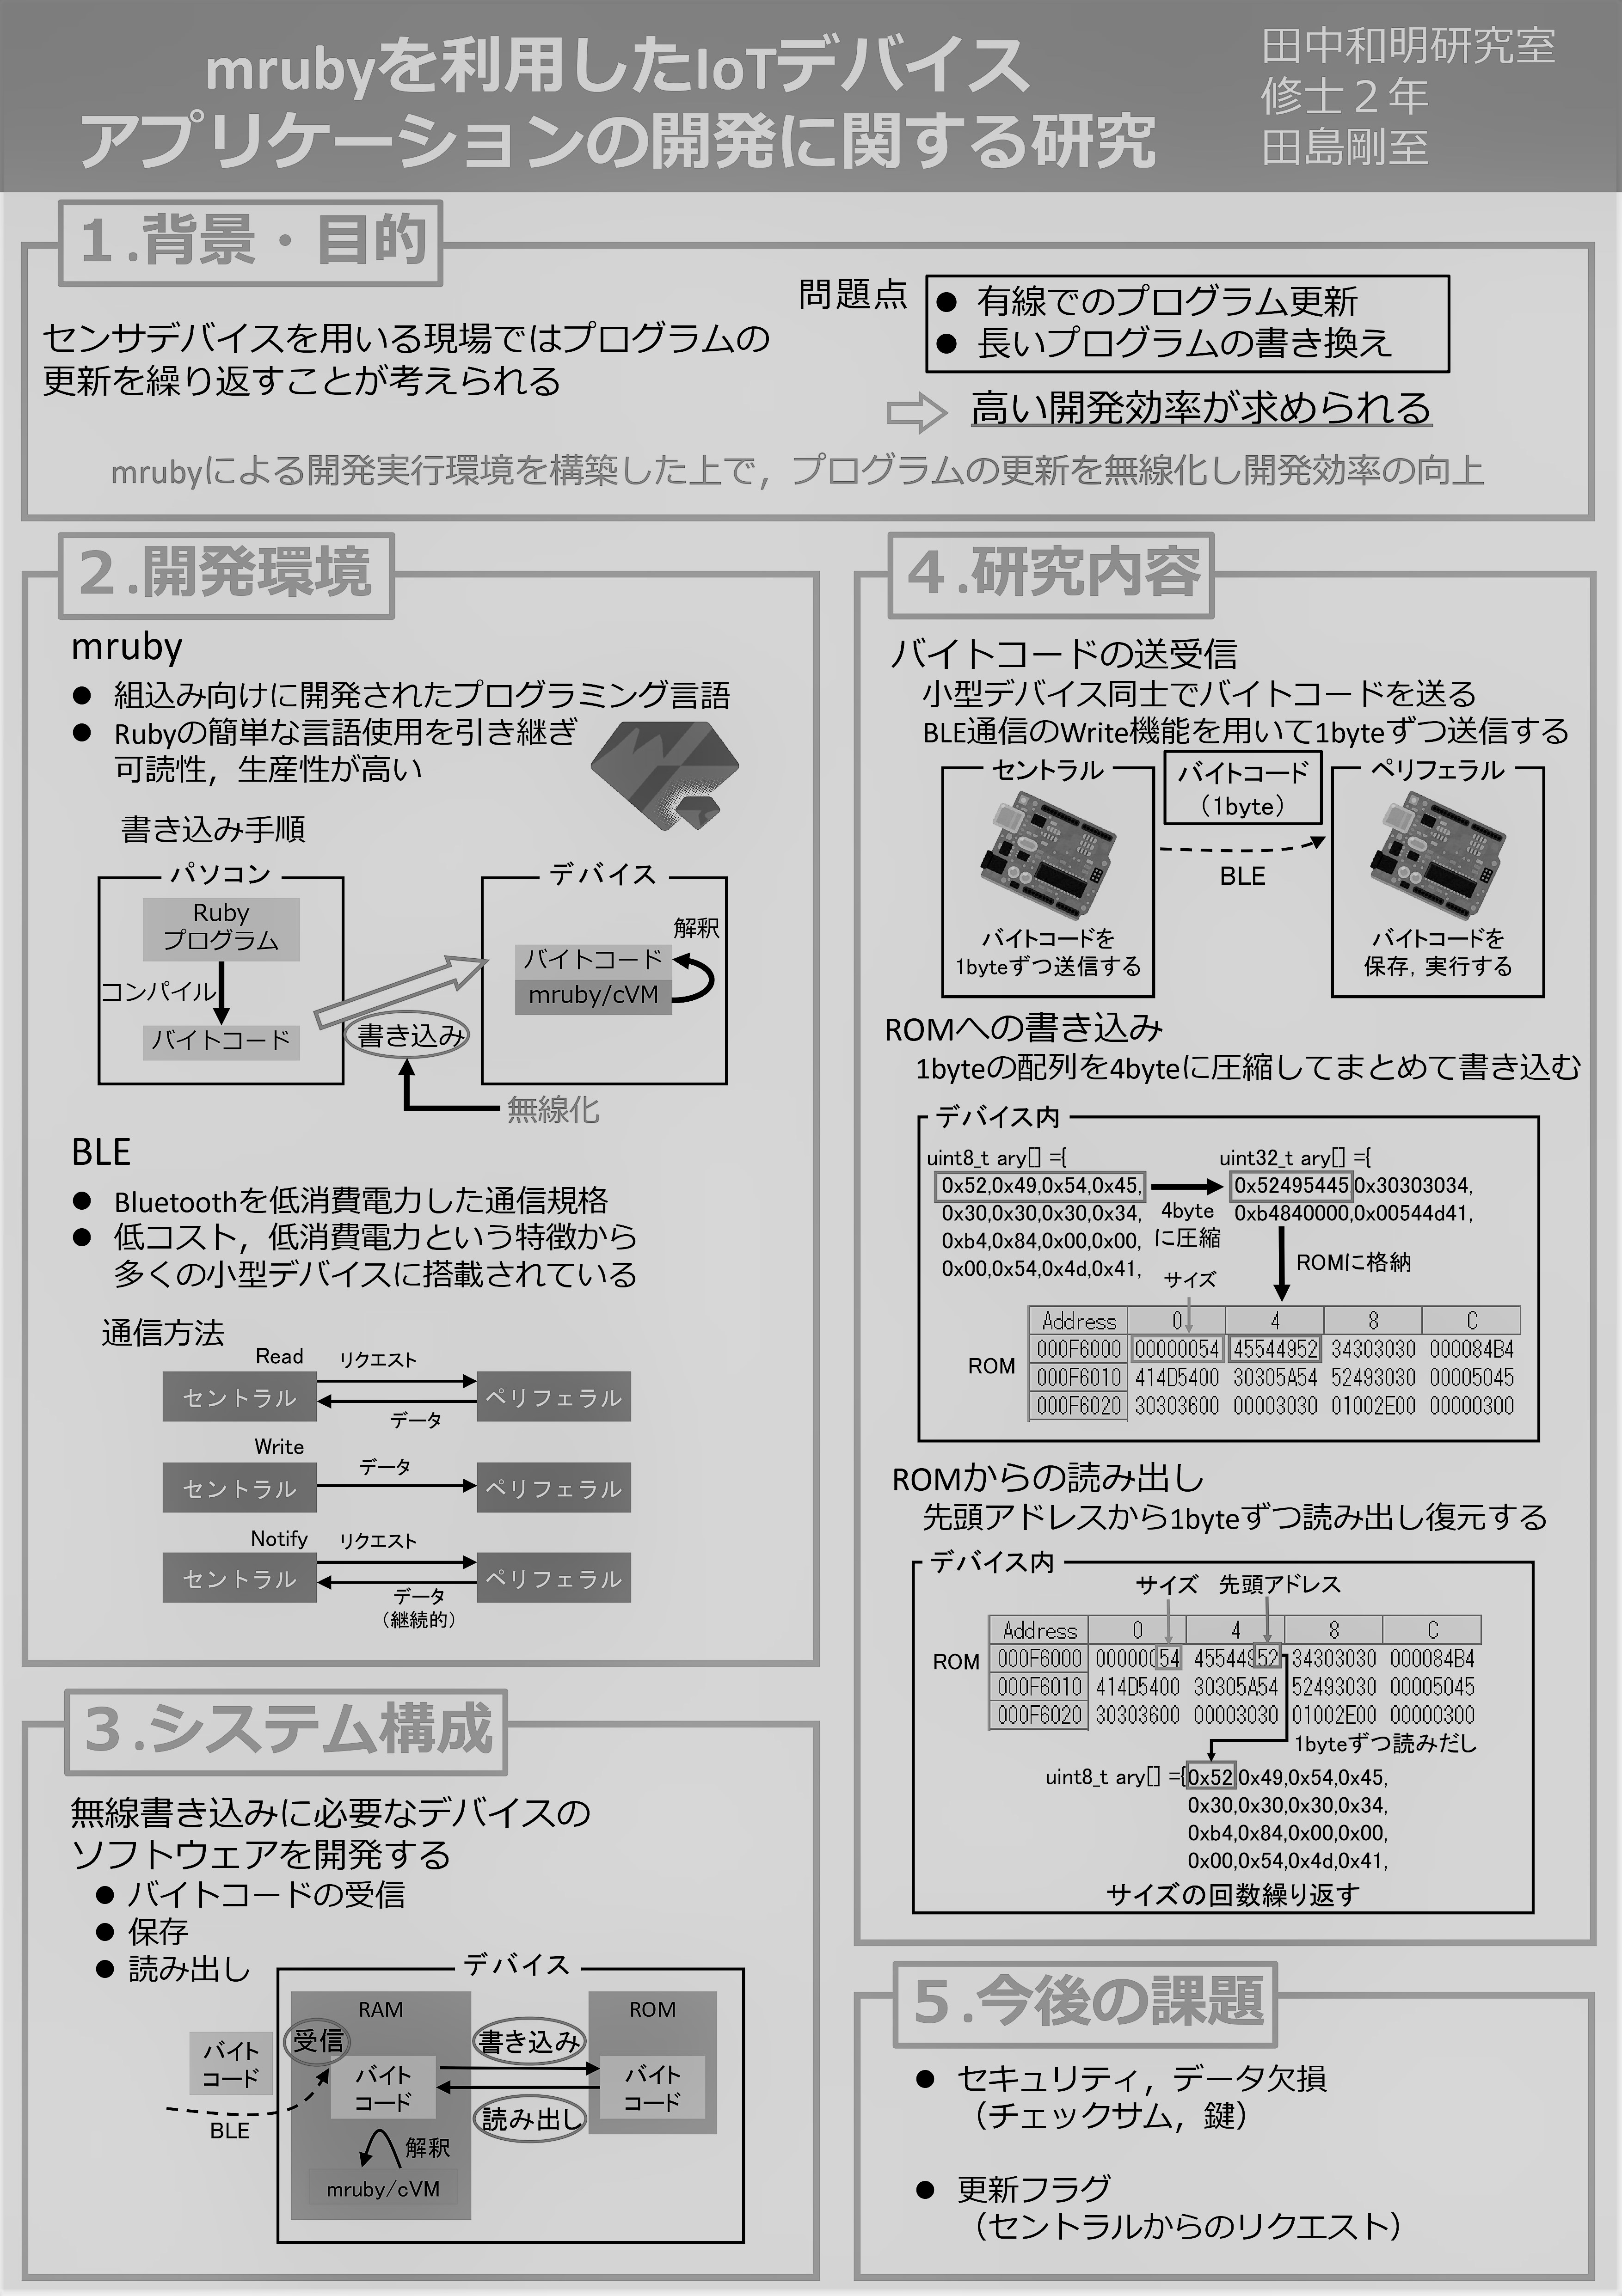 mrubyを利用したIoTデバイス
アプリケーションの開発に関する研究
田中和明研究室
修士２年
田島剛至
１.背景・目的
センサデバイスを用いる現場ではプログラムの
更新を繰り返すことが考えられる
問題点
● 有線でのプログラム更新
● 長いプログラムの書き換え
高い開発効率が求められる
mrubyによる開発実行環境を構築した上で，プログラムの更新を無線化し開発効率の向上
２.開発環境
mruby
● 組込み向けに開発されたプログラミング言語
● Rubyの簡単な言語使用を引き継ぎ
可読性，生産性が高い
書き込み手順
パソコン
Ruby
プログラム
コンパイル
バイトコード
書き込み
無線化
デバイス
解釈
バイトコード
mruby/cVM
BLE
● Bluetoothを低消費電力した通信規格
● 低コスト，低消費電力という特徴から
多くの小型デバイスに搭載されている
通信方法
Read リクエスト
セントラル ペリフェラル
データ
Write データ
セントラル ペリフェラル
Notify リクエスト
セントラル ペリフェラル
データ
（継続的）
３.システム構成
無線書き込みに必要なデバイスの
ソフトウェアを開発する
● バイトコードの受信
● 保存
● 読み出し
デバイス
RAM
ROM
受信
書き込み
バイト
コード
BLE
バイト
コード
バイト
コード
読み出し
解釈
mruby/cVM
４.研究内容
バイトコードの送受信
小型デバイス同士でバイトコードを送る
BLE通信のWrite機能を用いて1byteずつ送信する
セントラル
バイトコード
（1byte）
ペリフェラル
BLE
バイトコードを
1byteずつ送信する
バイトコードを
保存，実行する
ROMへの書き込み
1byteの配列を4byteに圧縮してまとめて書き込む
デバイス内
uint8_t ary[] ={
0x52,0x49,0x54,0x45,
0x30,0x30,0x30,0x34,
0xb4,0x84,0x00,0x00,
0x00,0x54,0x4d,0x41,
4byte
に圧縮
uint32_t ary[] ={
0x52495445,0x30303034,
0xb4840000,0x00544d41,
サイズ
ROMに格納
ROM
Address 0 4 8 C
000F6000 00000054 45544952 34303030 000084B4
000F6010 414D5400 30305A54 52493030 00005045
000F6020 30303600 00003030 01002E00 00000300
ROMからの読み出し
先頭アドレスから1byteずつ読み出し復元する
デバイス内
サイズ 先頭アドレス
ROM
Address 0 4 8 C
000F6000 00000054 45544952 34303030 000084B4
000F6010 414D5400 30305A54 52493030 00005045
000F6020 30303600 00003030 01002E00 00000300
1byteずつ読みだし
uint8_t ary[] ={0x52,0x49,0x54,0x45,
0x30,0x30,0x30,0x34,
0xb4,0x84,0x00,0x00,
0x00,0x54,0x4d,0x41,
サイズの回数繰り返す
５.今後の課題
● セキュリティ，データ欠損
（チェックサム，鍵）
● 更新フラグ
（セントラルからのリクエスト）